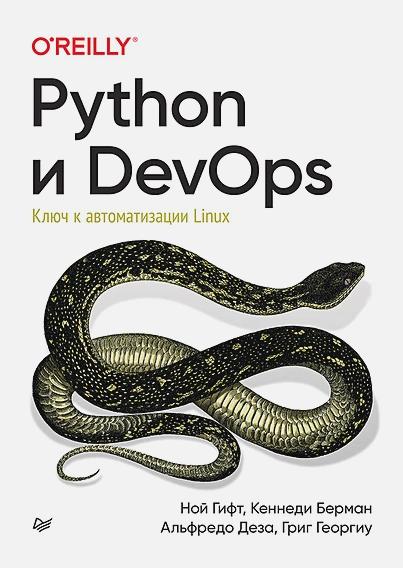 O'REILLY®
Python
и DevOps
Ключ к автоматизации Linux
Ной Гифт, Кеннеди Берман
Альфредо Деза, Григ Георгиу